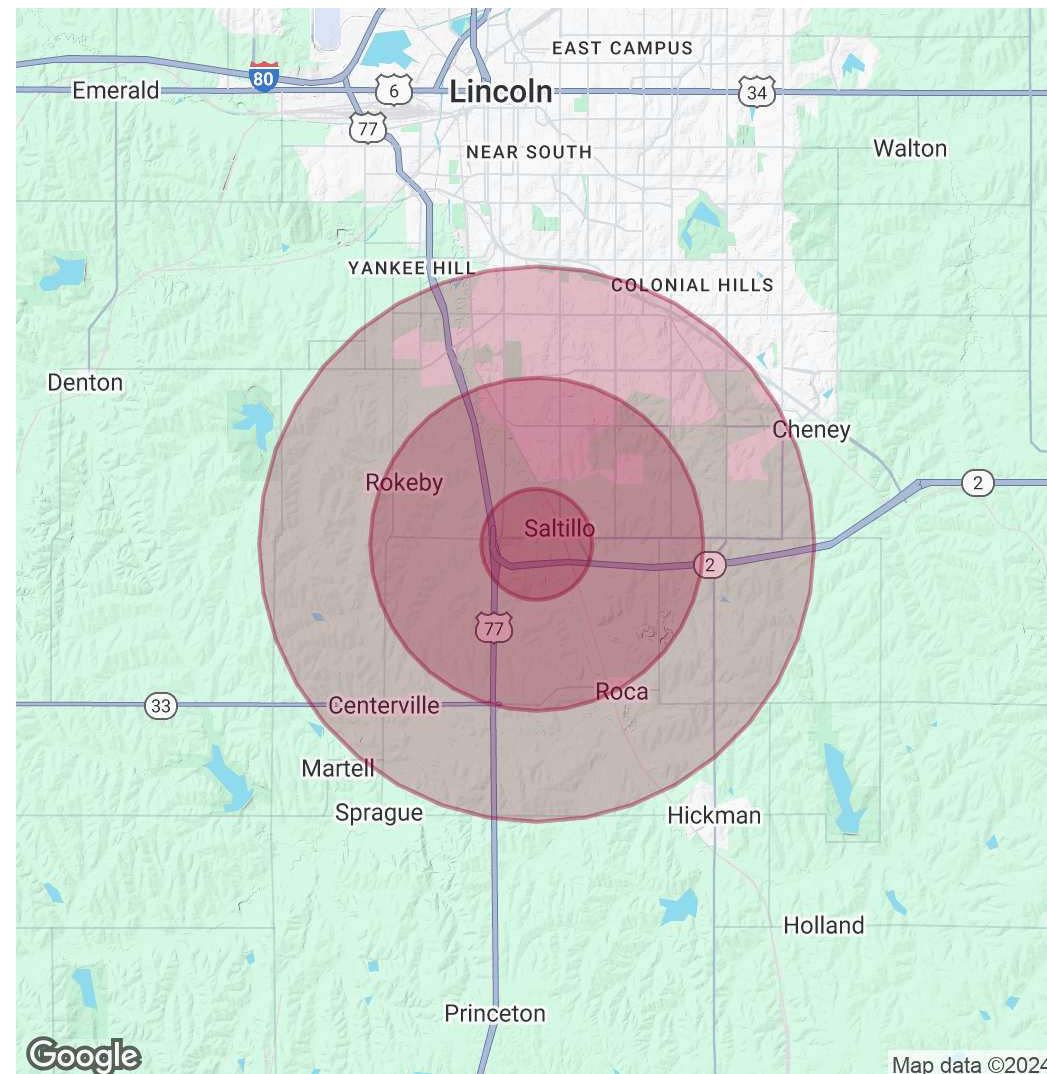 EAST CAMPUS
80
Emerald
6
Lincoln
34
77
NEAR SOUTH
Walton
YANKEE HILL
COLONIAL HILLS
Denton
Cheney
Rokeby
2
Saltillo
2
77
Roca
33
Centerville
Martell
Sprague
Hickman
Holland
Princeton
Google
Map data ©2024